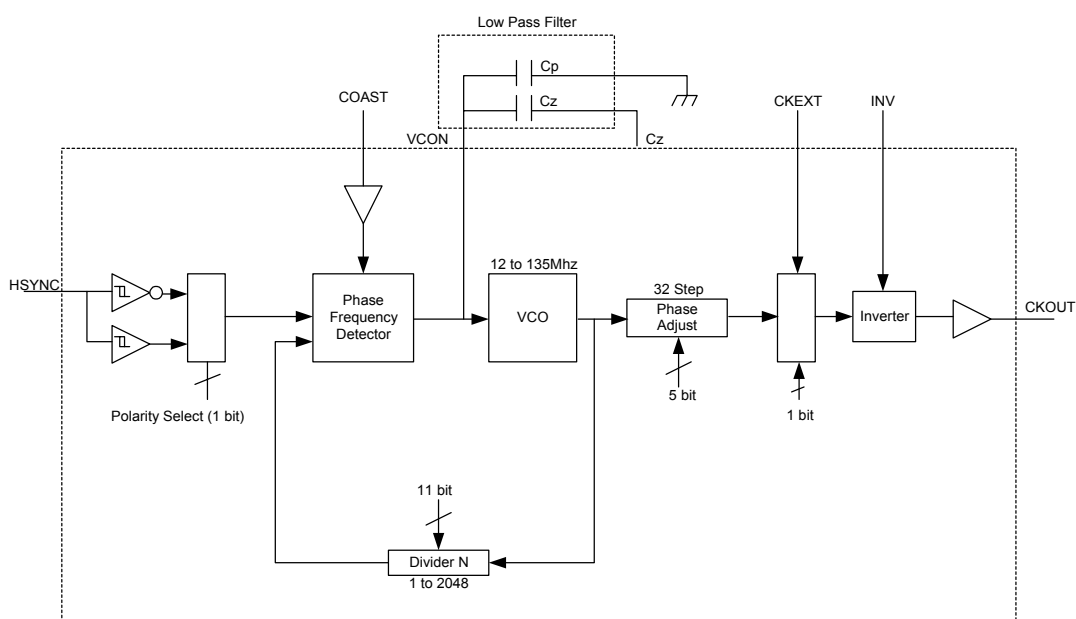 Low Pass Filter
Cp
COAST
Cz
CKEXT
INV
VCON
Cz
12 to 135Mhz
HSYNC
32 Step
Phase
Frequency
Detector
VCO
Phase
Adjust
Inverter
CKOUT
5 bit
Polarity Select (1 bit)
1 bit
11 bit
Divider N
1 to 2048